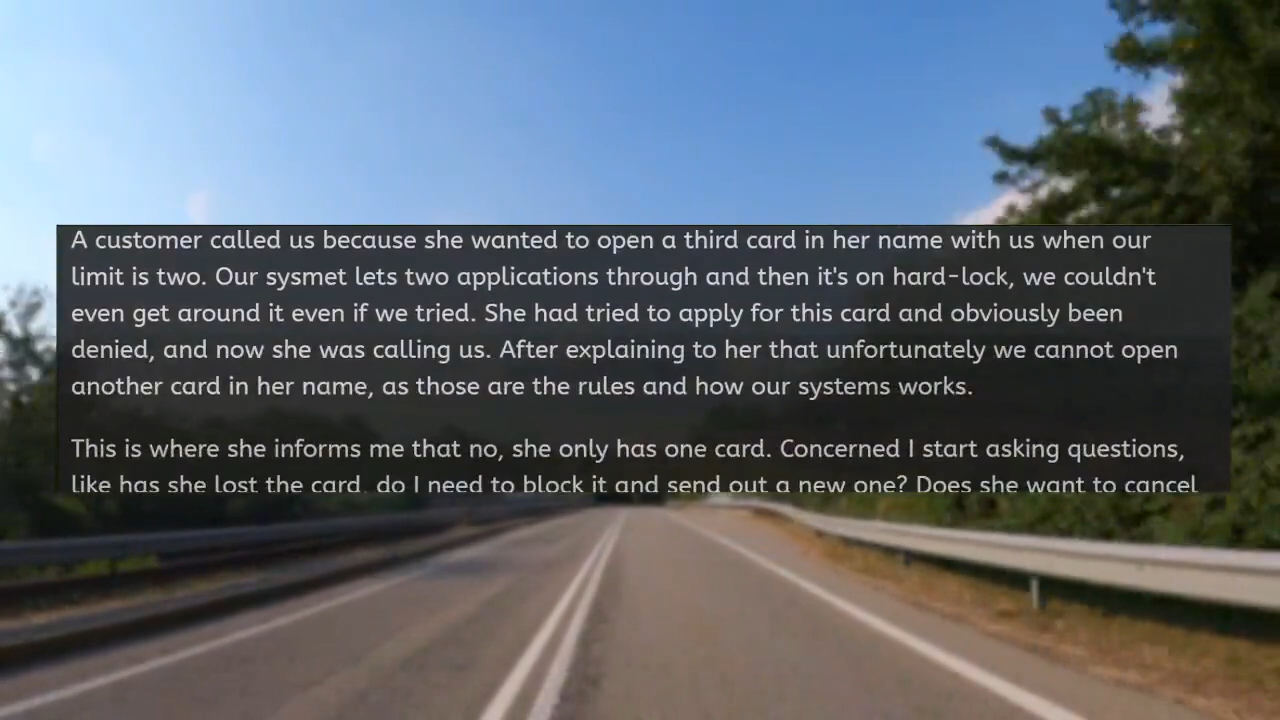 A customer called us because she wanted to open a third card in her name with us when our
limit is two. Our sysmet lets two applications through and then it's on hard-lock, we couldn't
even get around it even if we tried. She had tried to apply for this card and obviously been
denied, and now she was calling us. After explaining to her that unfortunately we cannot open
another card in her name, as those are the rules and how our systems works.
This is where she informs me that no, she only has one card. Concerned I start asking questions,
like has she lost the card, do I need to block it and send out a new one? Does she want to cancel